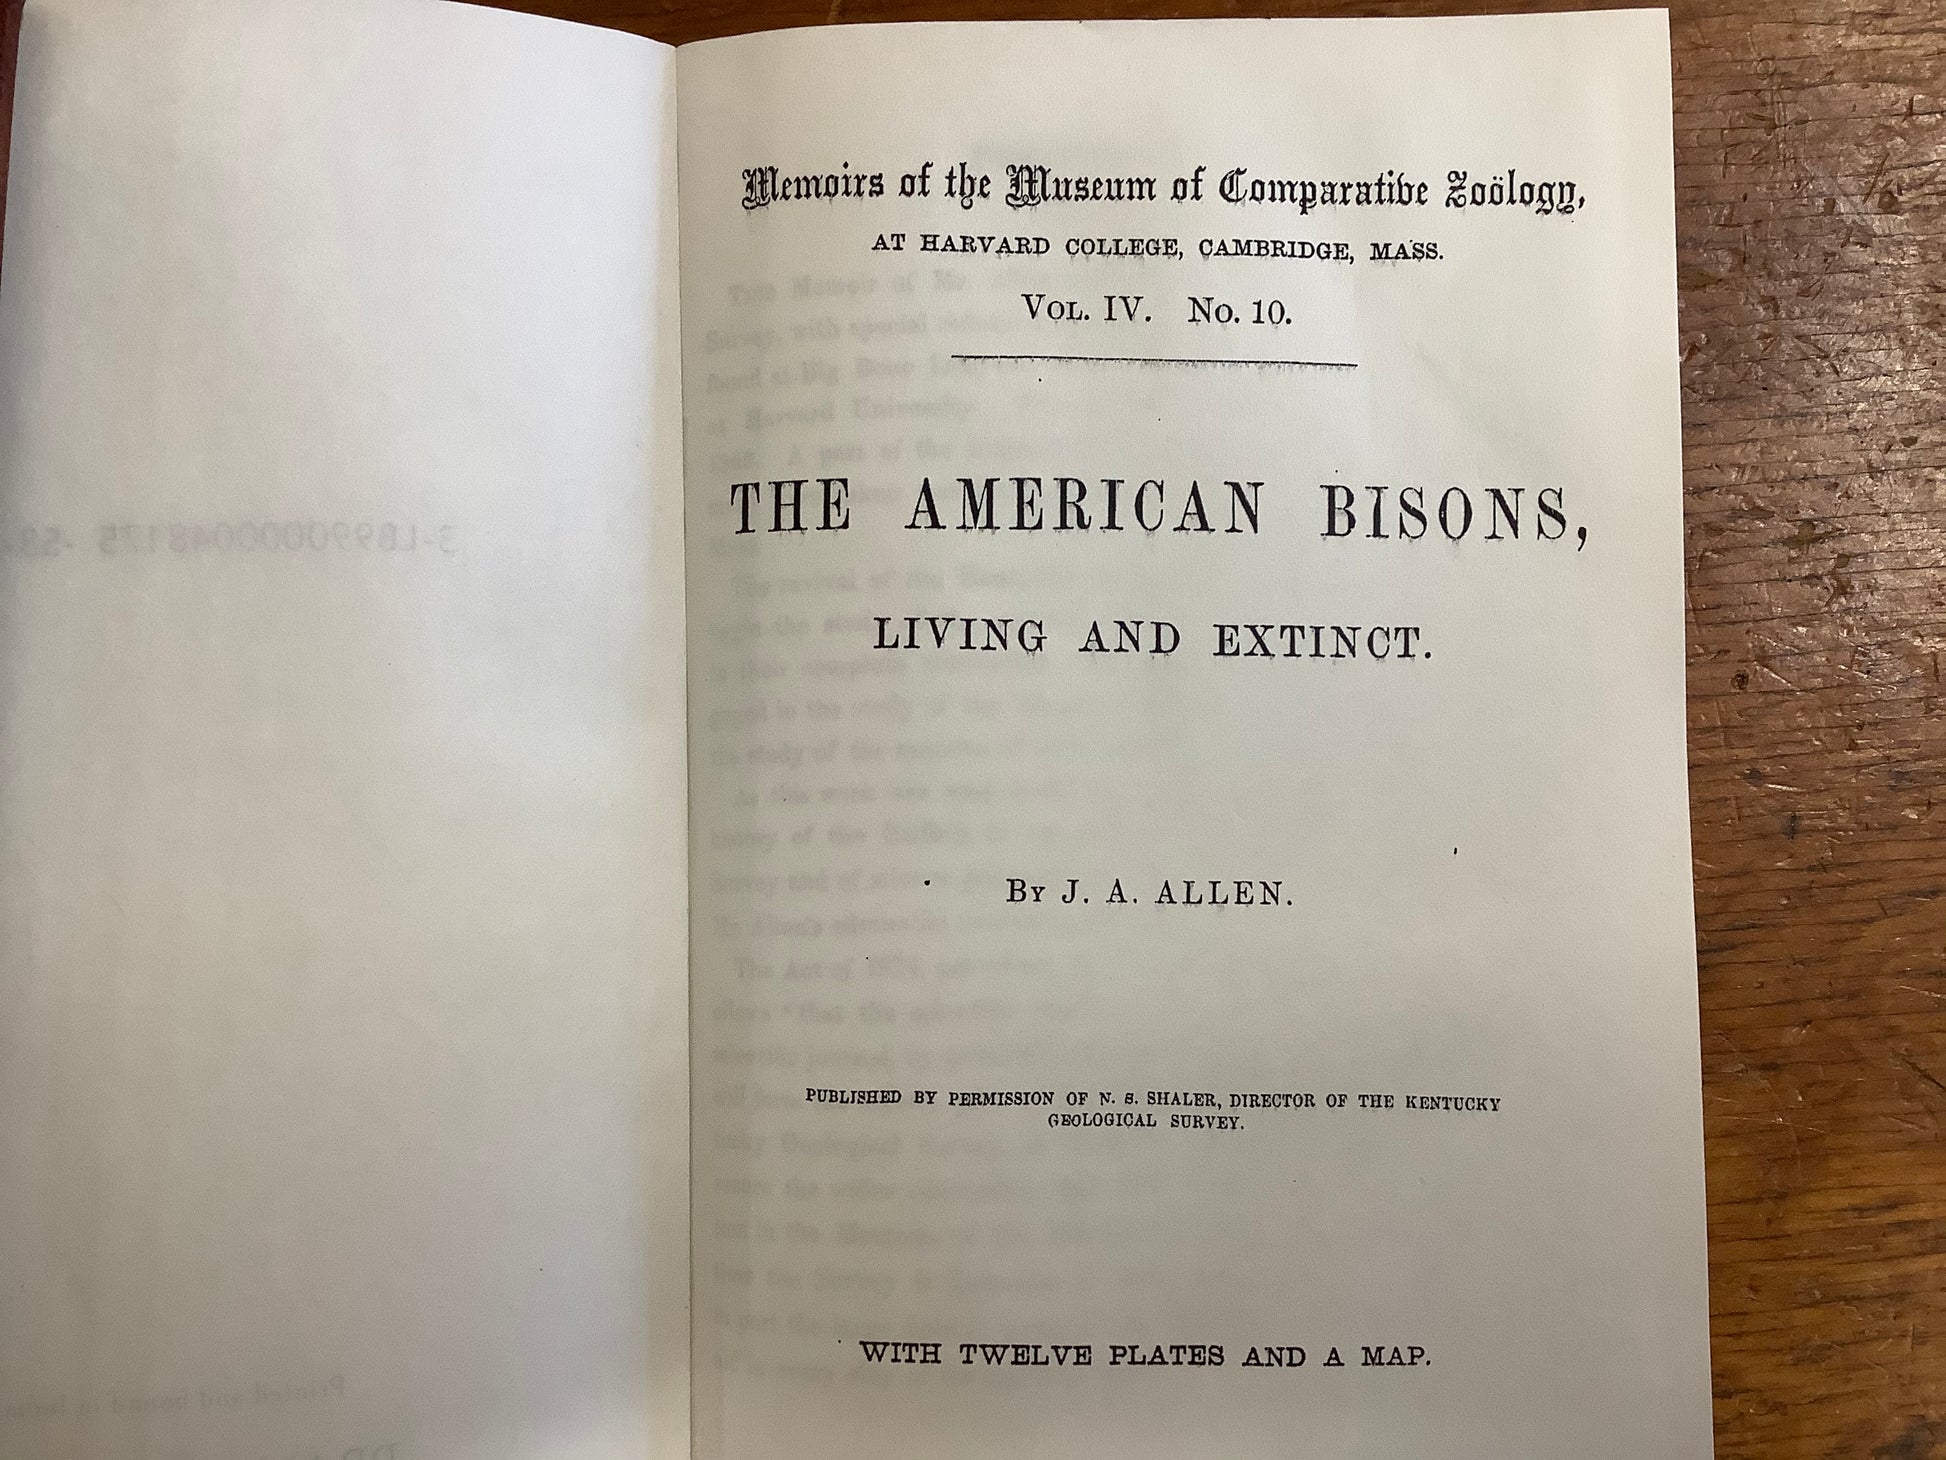 Memoirs of the Museum of Comparative Zoölogy,
AT HARVARD COLLEGE, CAMBRIDGE, MASS.
VOL. IV. NO. 10.
THE AMERICAN BISONS,
LIVING AND EXTINCT.
BY J. A. ALLEN.
PUBLISHED BY PERMISSION OF N. S. SHALER, DIRECTOR OF THE KENTUCKY
GEOLOGICAL SURVEY.
WITH TWELVE PLATES AND A MAP.